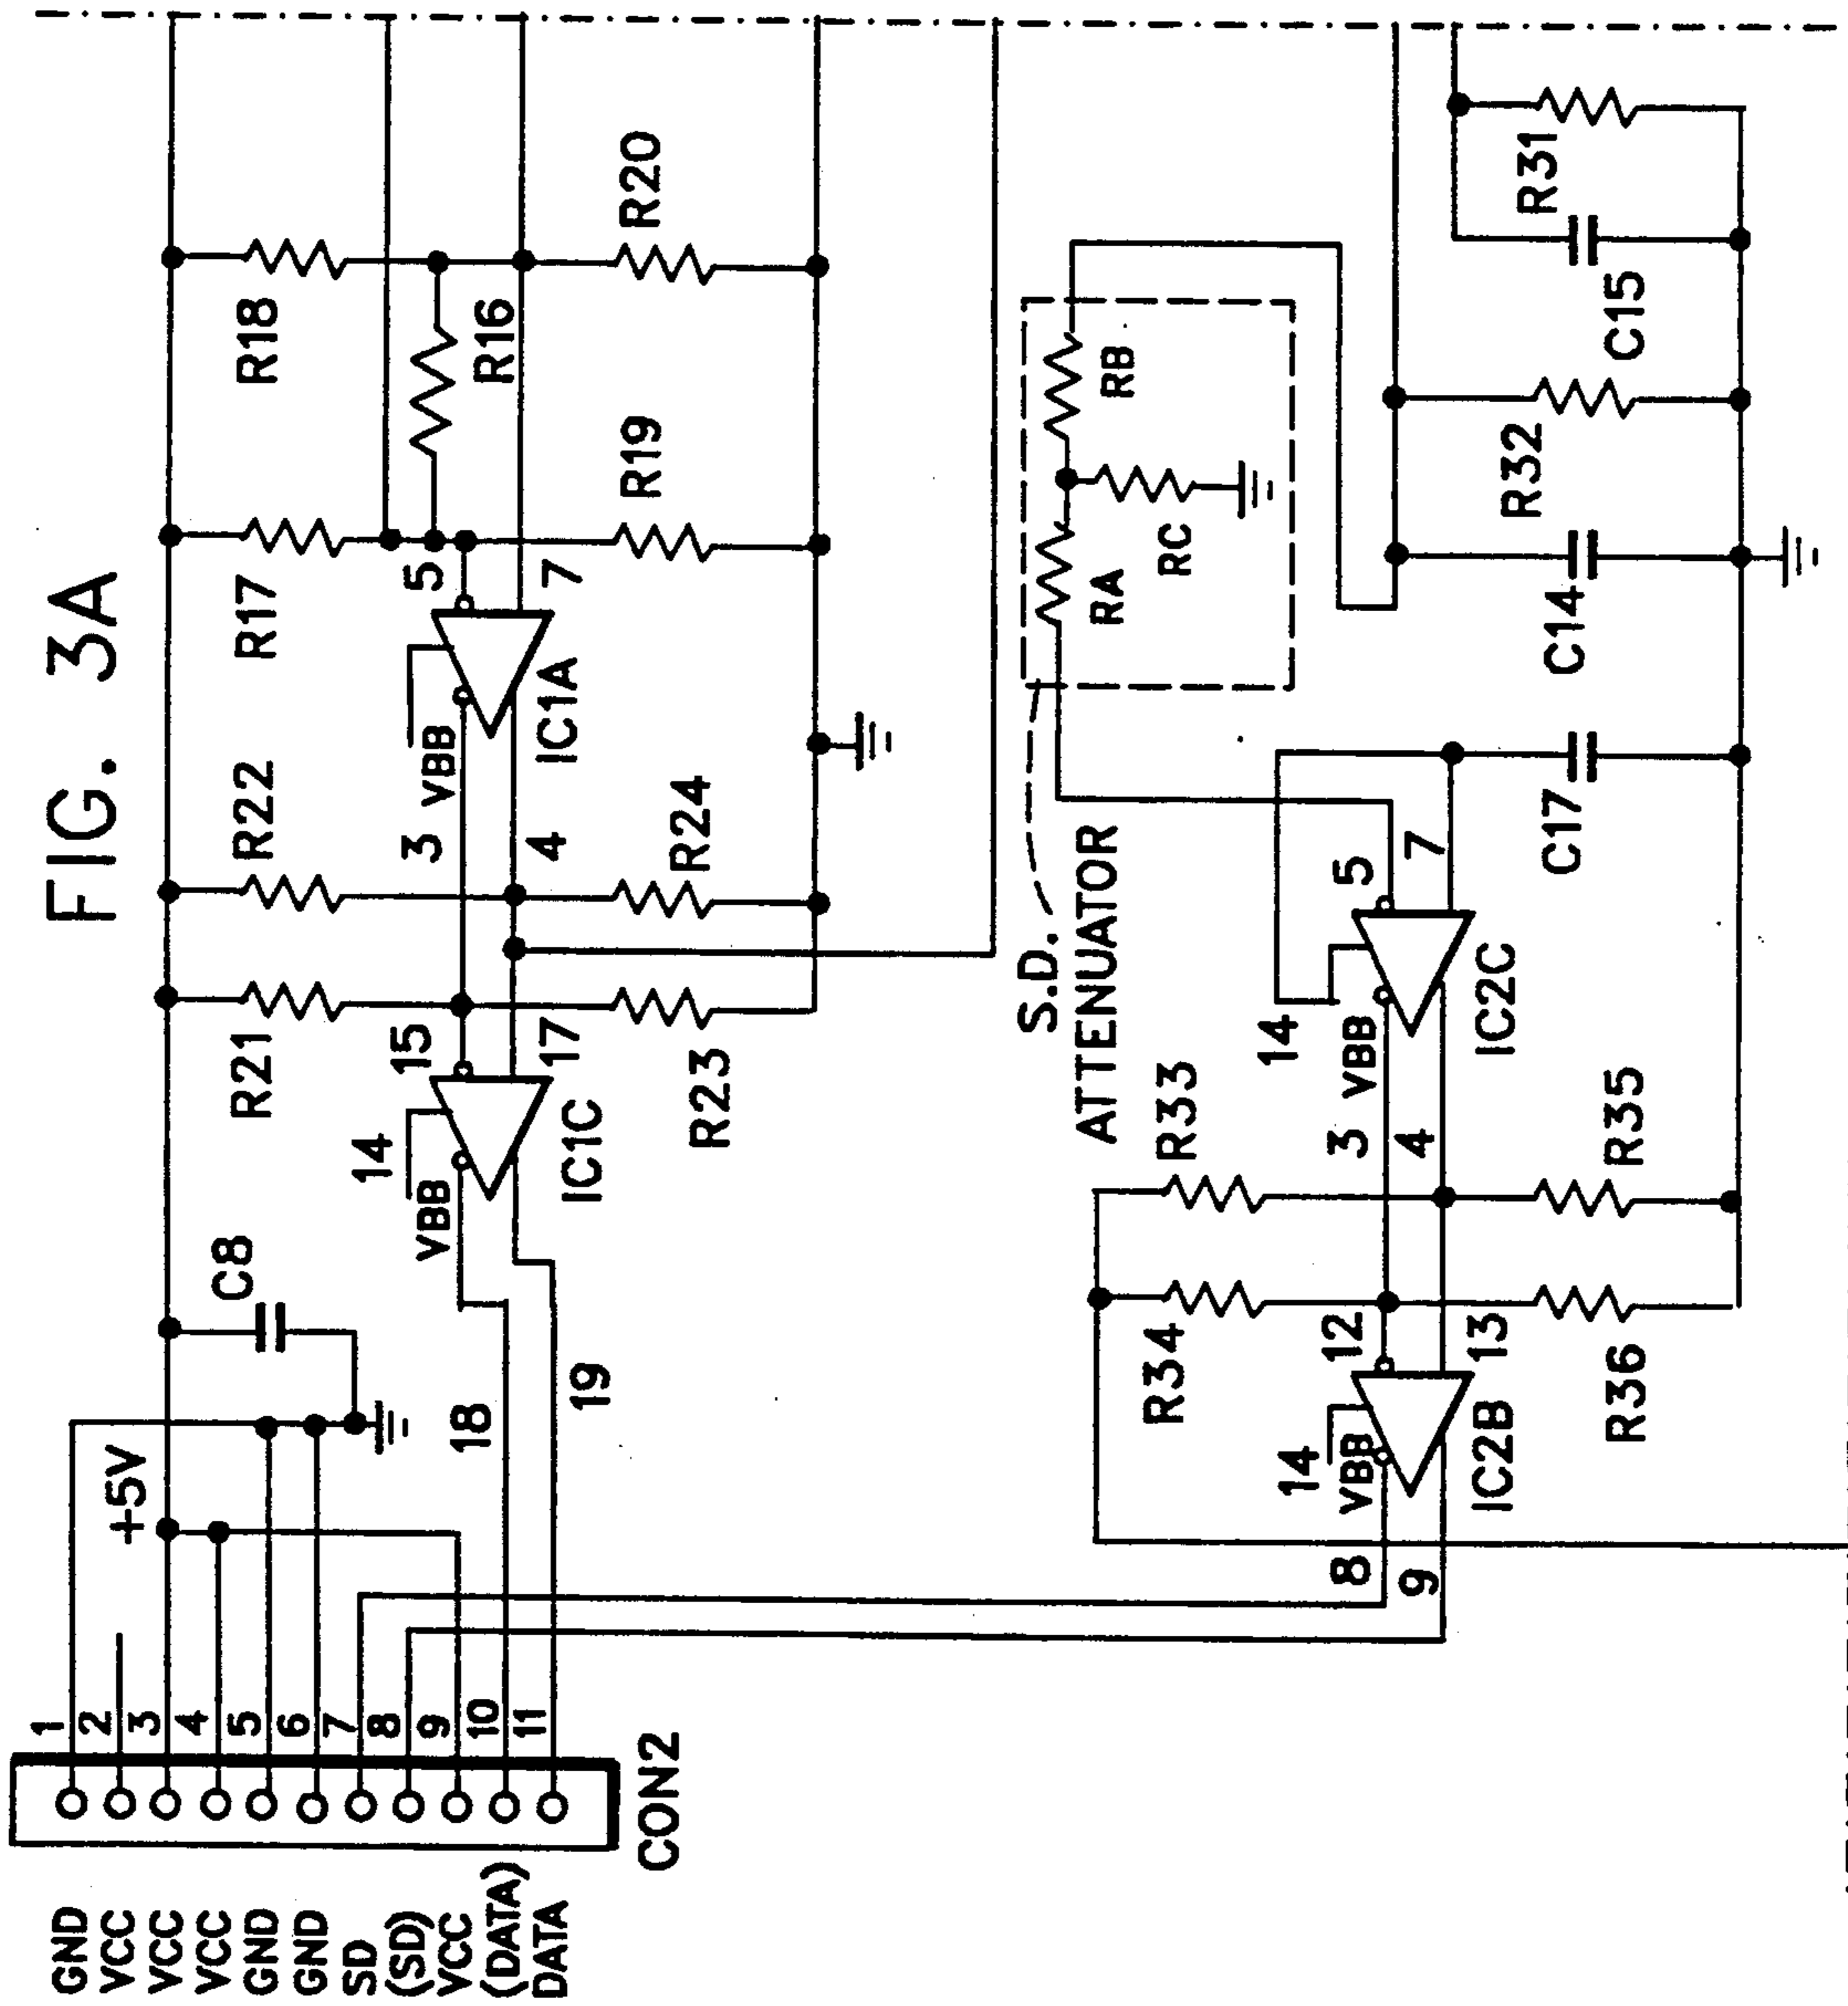 FIG. 3A
GND
VCC
VCC
VCC
GND
GND
SD
(SD)
VCC
(DATA)
DATA
1
2
3
4
5
6
7
8
9
10
11
CON2
+5V
C8
18
19
14
VBB
IC1C
15
17
R21
R23
R22
R24
3
4
VBB
IC1A
5
7
R17
R19
R16
R18
R20
S.D.
ATTENUATOR
RA
RC
RB
8
9
14
VBB
IC2B
12
13
R34
R36
R33
R35
3
4
14
VBB
IC2C
5
7
C17
C14
R32
C15
R31